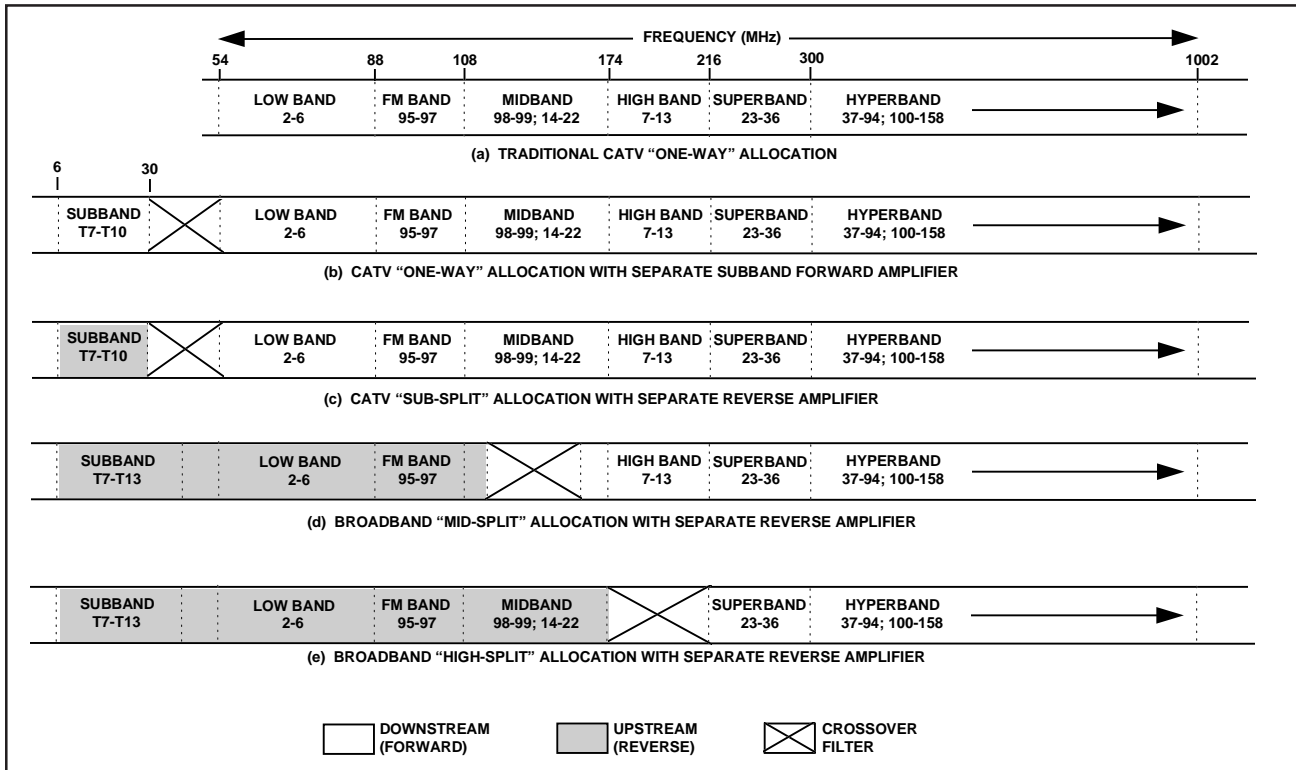 FREQUENCY (MHz)
54 88 108 174 216 300 1002
LOW BAND FM BAND MIDBAND HIGH BAND SUPERBAND HYPERBAND
2-6 95-97 98-99; 14-22 7-13 23-36 37-94; 100-158
(a) TRADITIONAL CATV “ONE-WAY” ALLOCATION
6 30
SUBBAND LOW BAND FM BAND MIDBAND HIGH BAND SUPERBAND HYPERBAND
T7-T10 2-6 95-97 98-99; 14-22 7-13 23-36 37-94; 100-158
(b) CATV “ONE-WAY” ALLOCATION WITH SEPARATE SUBBAND FORWARD AMPLIFIER
SUBBAND LOW BAND FM BAND MIDBAND HIGH BAND SUPERBAND HYPERBAND
T7-T10 2-6 95-97 98-99; 14-22 7-13 23-36 37-94; 100-158
(c) CATV “SUB-SPLIT” ALLOCATION WITH SEPARATE REVERSE AMPLIFIER
SUBBAND LOW BAND FM BAND HIGH BAND SUPERBAND HYPERBAND
T7-T13 2-6 95-97 7-13 23-36 37-94; 100-158
(d) BROADBAND “MID-SPLIT” ALLOCATION WITH SEPARATE REVERSE AMPLIFIER
SUBBAND LOW BAND FM BAND MIDBAND SUPERBAND HYPERBAND
T7-T13 2-6 95-97 98-99; 14-22 23-36 37-94; 100-158
(e) BROADBAND “HIGH-SPLIT” ALLOCATION WITH SEPARATE REVERSE AMPLIFIER
DOWNSTREAM UPSTREAM CROSSOVER
(FORWARD) (REVERSE) FILTER